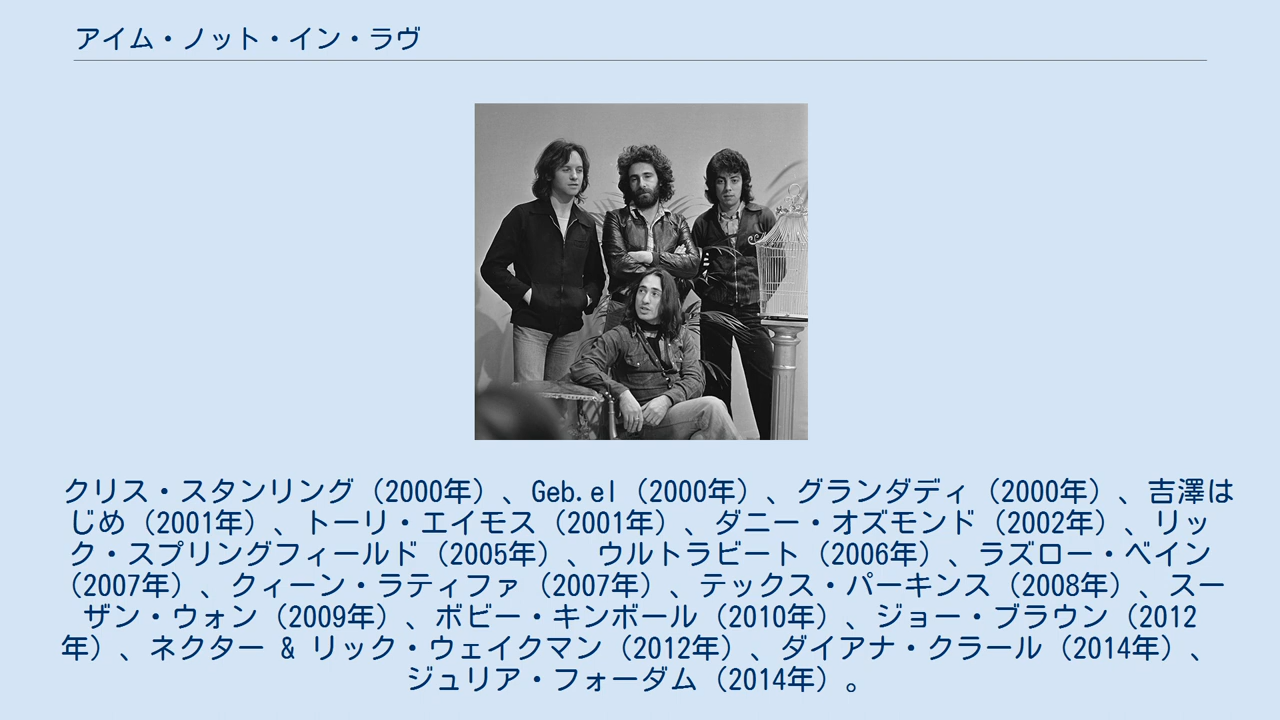 アイム・ノット・イン・ラヴ
クリス・スタンリング（2000年）、Geb.el（2000年）、グランダディ（2000年）、吉澤は
じめ（2001年）、トーリ・エイモス（2001年）、ダニー・オズモンド（2002年）、リッ
ク・スプリングフィールド（2005年）、ウルトラビート（2006年）、ラズロー・ベイン
（2007年）、クィーン・ラティファ（2007年）、テックス・パーキンス（2008年）、スー
ザン・ウォン（2009年）、ボビー・キンボール（2010年）、ジョー・ブラウン（2012
年）、ネクター & リック・ウェイクマン（2012年）、ダイアナ・クラール（2014年）、
ジュリア・フォーダム（2014年）。